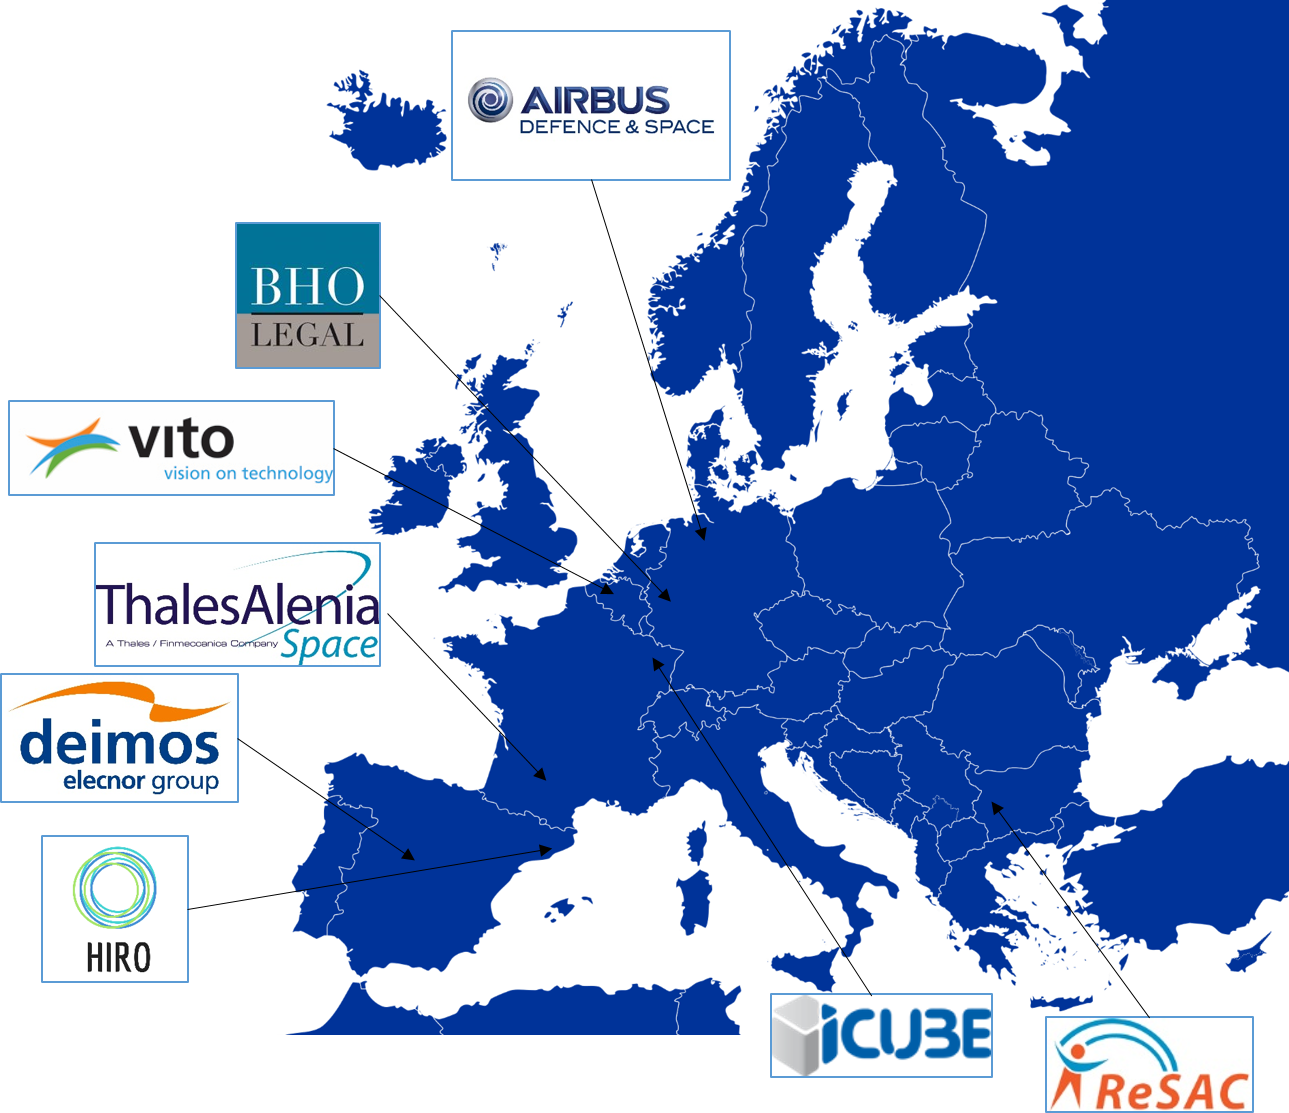 AIRBUS
DEFENCE & SPACE
BHO
LEGAL
vito
vision on technology
ThalesAlenia
A Thales / Finmeccanica Company Space
deimos
elecnor group
HIRO
iCUBE
ReSAC